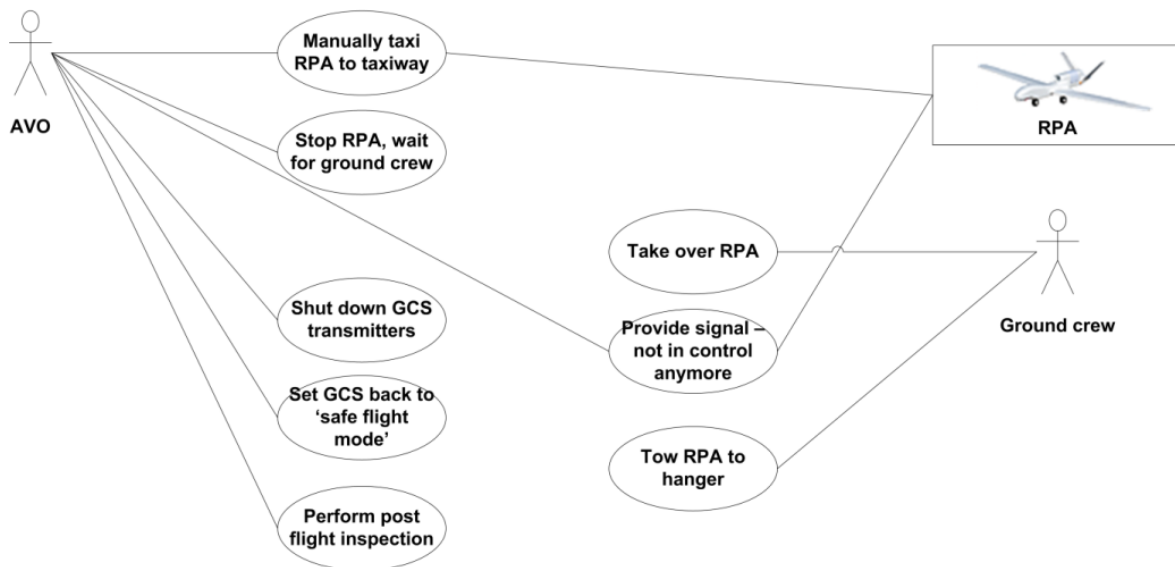 Manually taxi
RPA to taxiway
AVO
RPA
Stop RPA, wait
for ground crew
Take over RPA
Ground crew
Shut down GCS
transmitters
Provide signal –
not in control
anymore
Set GCS back to
‘safe flight
mode’
Tow RPA to
hanger
Perform post
flight inspection